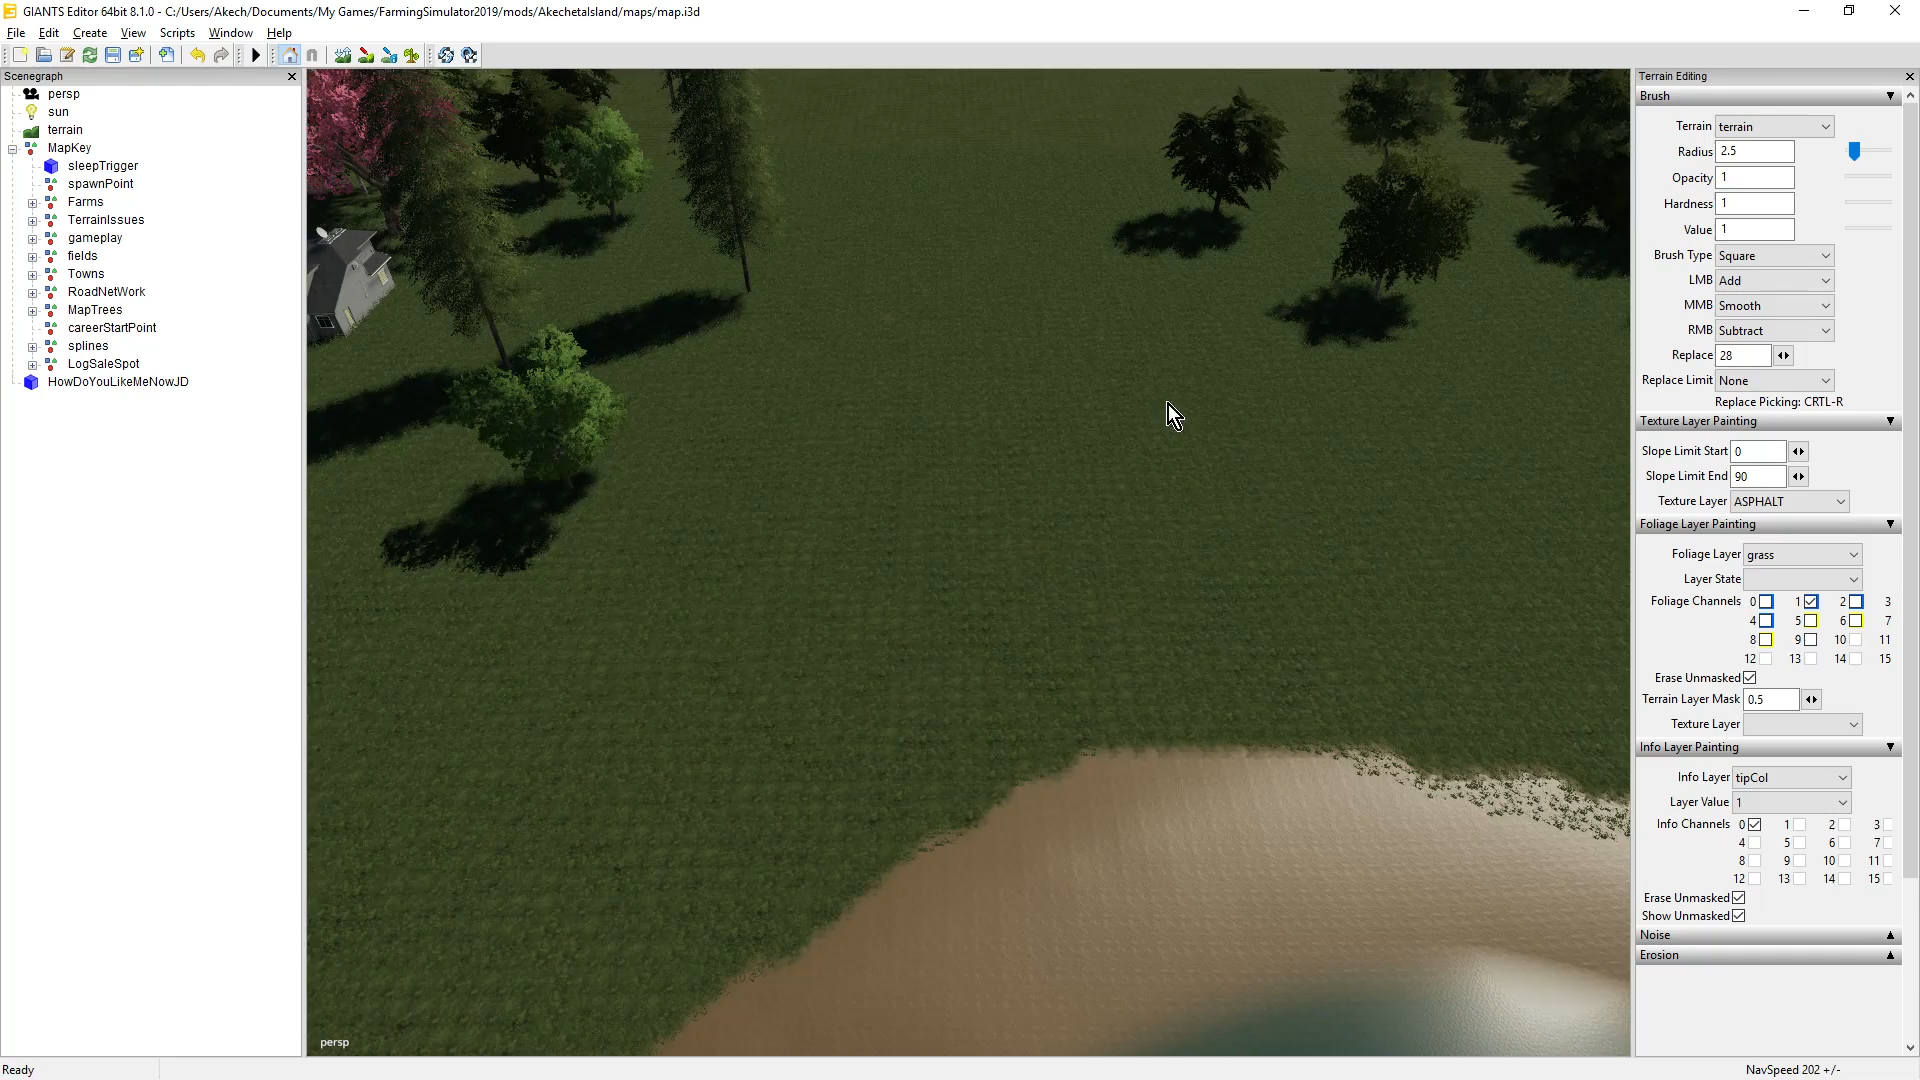 GIANTS Editor 64bit 8.1.0 - C:/Users/Akech/Documents/My Games/FarmingSimulator2019/mods/AkechetaIsland/maps/map.i3d
File Edit Create View Scripts Window Help
Scenegraph
persp
sun
terrain
MapKey
sleepTrigger
spawnPoint
Farms
TerrainIssues
gameplay
fields
Towns
RoadNetWork
MapTrees
careerStartPoint
splines
LogSaleSpot
HowDoYouLikeMeNowJD
persp
Terrain Editing
Brush
Terrain terrain
Radius 2.5
Opacity 1
Hardness 1
Value 1
Brush Type Square
LMB Add
MMB Smooth
RMB Subtract
Replace 28
Replace Limit None
Replace Picking: CRTL-R
Texture Layer Painting
Slope Limit Start 0
Slope Limit End 90
Texture Layer ASPHALT
Foliage Layer Painting
Foliage Layer grass
Layer State
Foliage Channels 0 1 2 3
4 5 6 7
8 9 10 11
12 13 14 15
Erase Unmasked
Terrain Layer Mask 0.5
Texture Layer
Info Layer Painting
Info Layer tipCol
Layer Value 1
Info Channels 0 1 2 3
4 5 6 7
8 9 10 11
12 13 14 15
Erase Unmasked
Show Unmasked
Noise
Erosion
Ready
NavSpeed 202 +/-